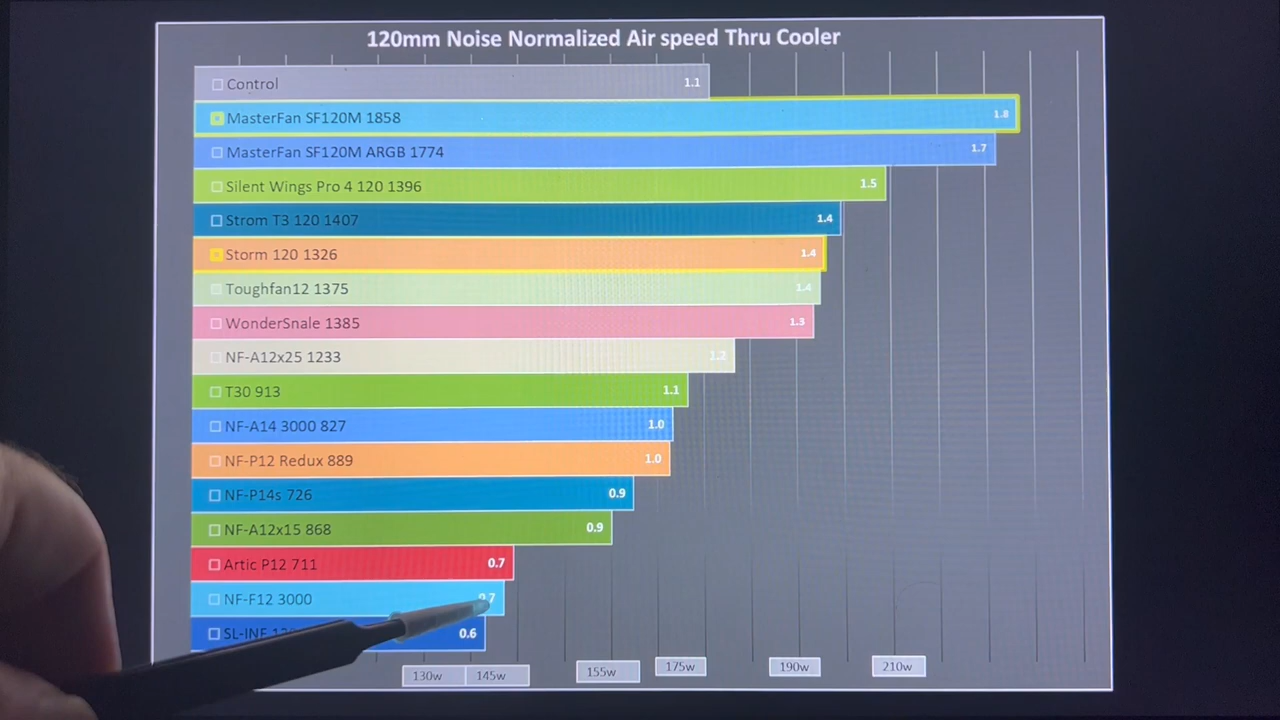 120mm Noise Normalized Air speed Thru Cooler
Control 1.1
MasterFan SF120M 1858 1.8
MasterFan SF120M ARGB 1774 1.7
Silent Wings Pro 4 120 1396 1.5
Strom T3 120 1407 1.4
Storm 120 1326 1.4
Toughfan12 1375 1.4
WonderSnale 1385 1.3
NF-A12x25 1233 1.2
T30 913 1.1
NF-A14 3000 827 1.0
NF-P12 Redux 889 1.0
NF-P14s 726 0.9
NF-A12x15 868 0.9
Artic P12 711 0.7
NF-F12 3000 0.7
SL-INF 0.6
130w 145w 155w 175w 190w 210w